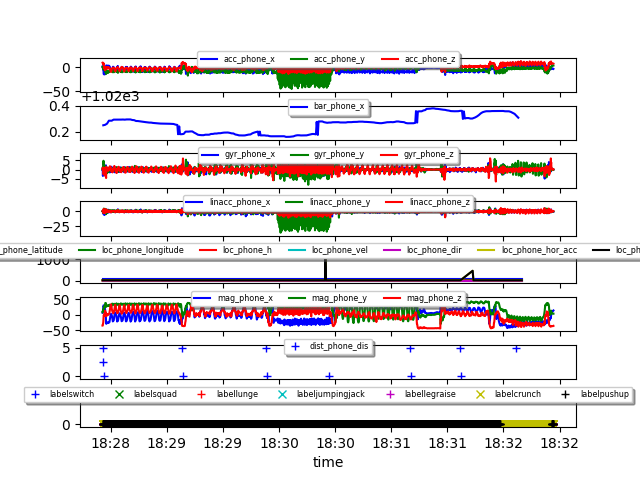 acc_phone_x acc_phone_y acc_phone_z
0
−50
+1.02e3
0.4
bar_phone_x
0.2
gyr_phone_x gyr_phone_y gyr_phone_z
5
0
−5
linacc_phone_x linacc_phone_y linacc_phone_z
0
−25
_phone_latitude loc_phone_longitude loc_phone_h loc_phone_vel loc_phone_dir loc_phone_hor_acc loc_ph
1000
0
mag_phone_x mag_phone_y mag_phone_z
50
0
−50
dist_phone_dis
5
0
labelswitch labelsquad labellunge labeljumpingjack labellegraise labelcrunch labelpushup
0
18:28 18:29 18:29 18:30 18:30 18:31 18:31 18:32 18:32
time